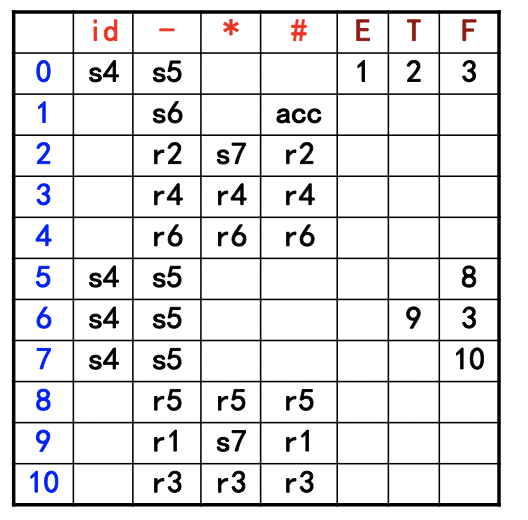 id - * # E T F
0 s4 s5 1 2 3
1 s6 acc
2 r2 s7 r2
3 r4 r4 r4
4 r6 r6 r6
5 s4 s5 8
6 s4 s5 9 3
7 s4 s5 10
8 r5 r5 r5
9 r1 s7 r1
10 r3 r3 r3